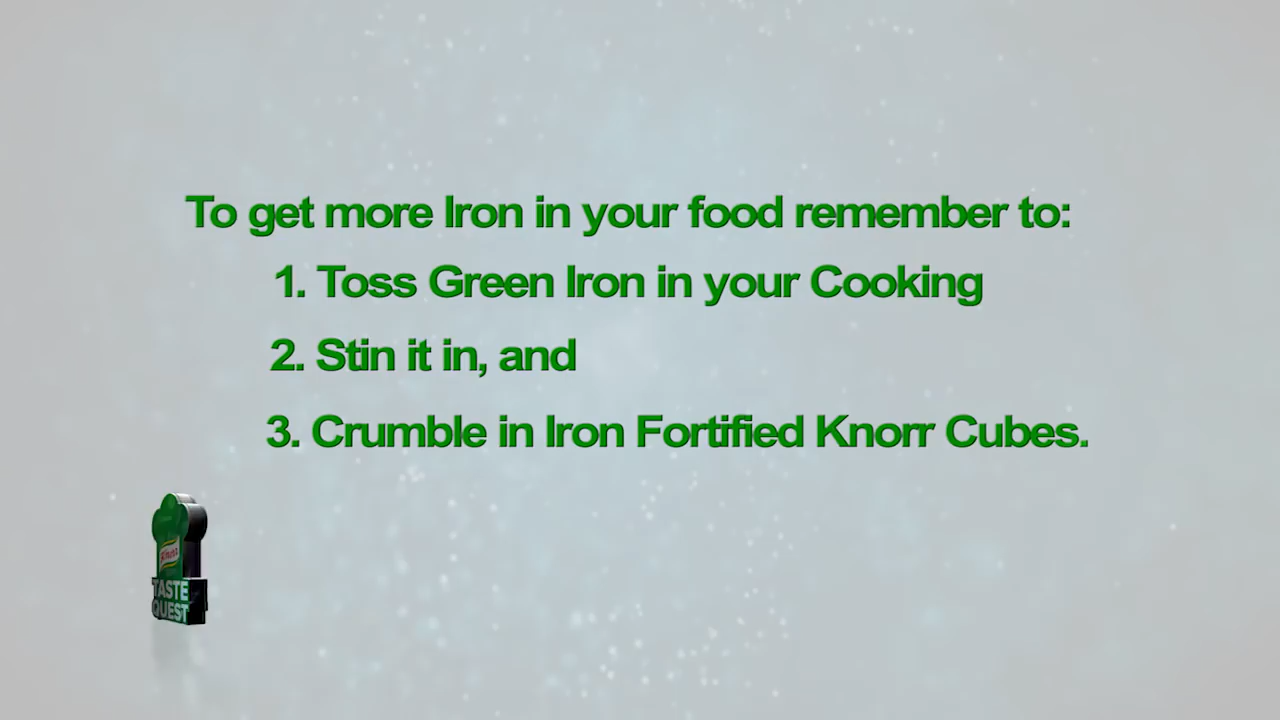 To get more Iron in your food remember to:
1. Toss Green Iron in your Cooking
2. Stin it in, and
3. Crumble in Iron Fortified Knorr Cubes.
Knorr
TASTE
QUEST